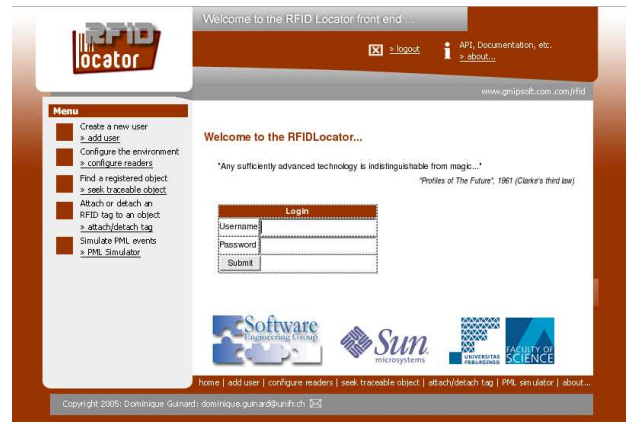 Welcome to the RFID Locator front end ...
RFID
locator
» logout
API, Documentation, etc.
» about...
www.gmipsoft.com.com/rfid
Menu
Create a new user
» add user
Configure the environment
» configure readers
Find a registered object
» seek traceable object
Attach or detach an
RFID tag to an object
» attach/detach tag
Simulate PML events
» PML Simulator
Welcome to the RFIDLocator...
"Any sufficiently advanced technology is indistinguishable from magic..."
"Profiles of The Future", 1961 (Clarke's third law)
Login
Username
Password
Submit
Software
Engineering Group
Sun
microsystems
UNIVERSITAS
FRIBURGENSIS
FACULTY OF
SCIENCE
home | add user | configure readers | seek traceable object | attach/detach tag | PML simulator | about...
Copyright 2005: Dominique Guinard: dominique.guinard@unifr.ch